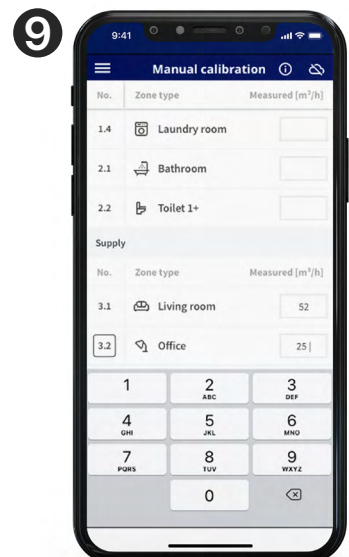 9
9:41
Manual calibration
No. Zone type Measured [m³/h]
1.4 Laundry room
2.1 Bathroom
2.2 Toilet 1+
Supply
No. Zone type Measured [m³/h]
3.1 Living room 52
3.2 Office 25
1 2 3
ABC DEF
4 5 6
GHI JKL MNO
7 8 9
PQRS TUV WXYZ
0